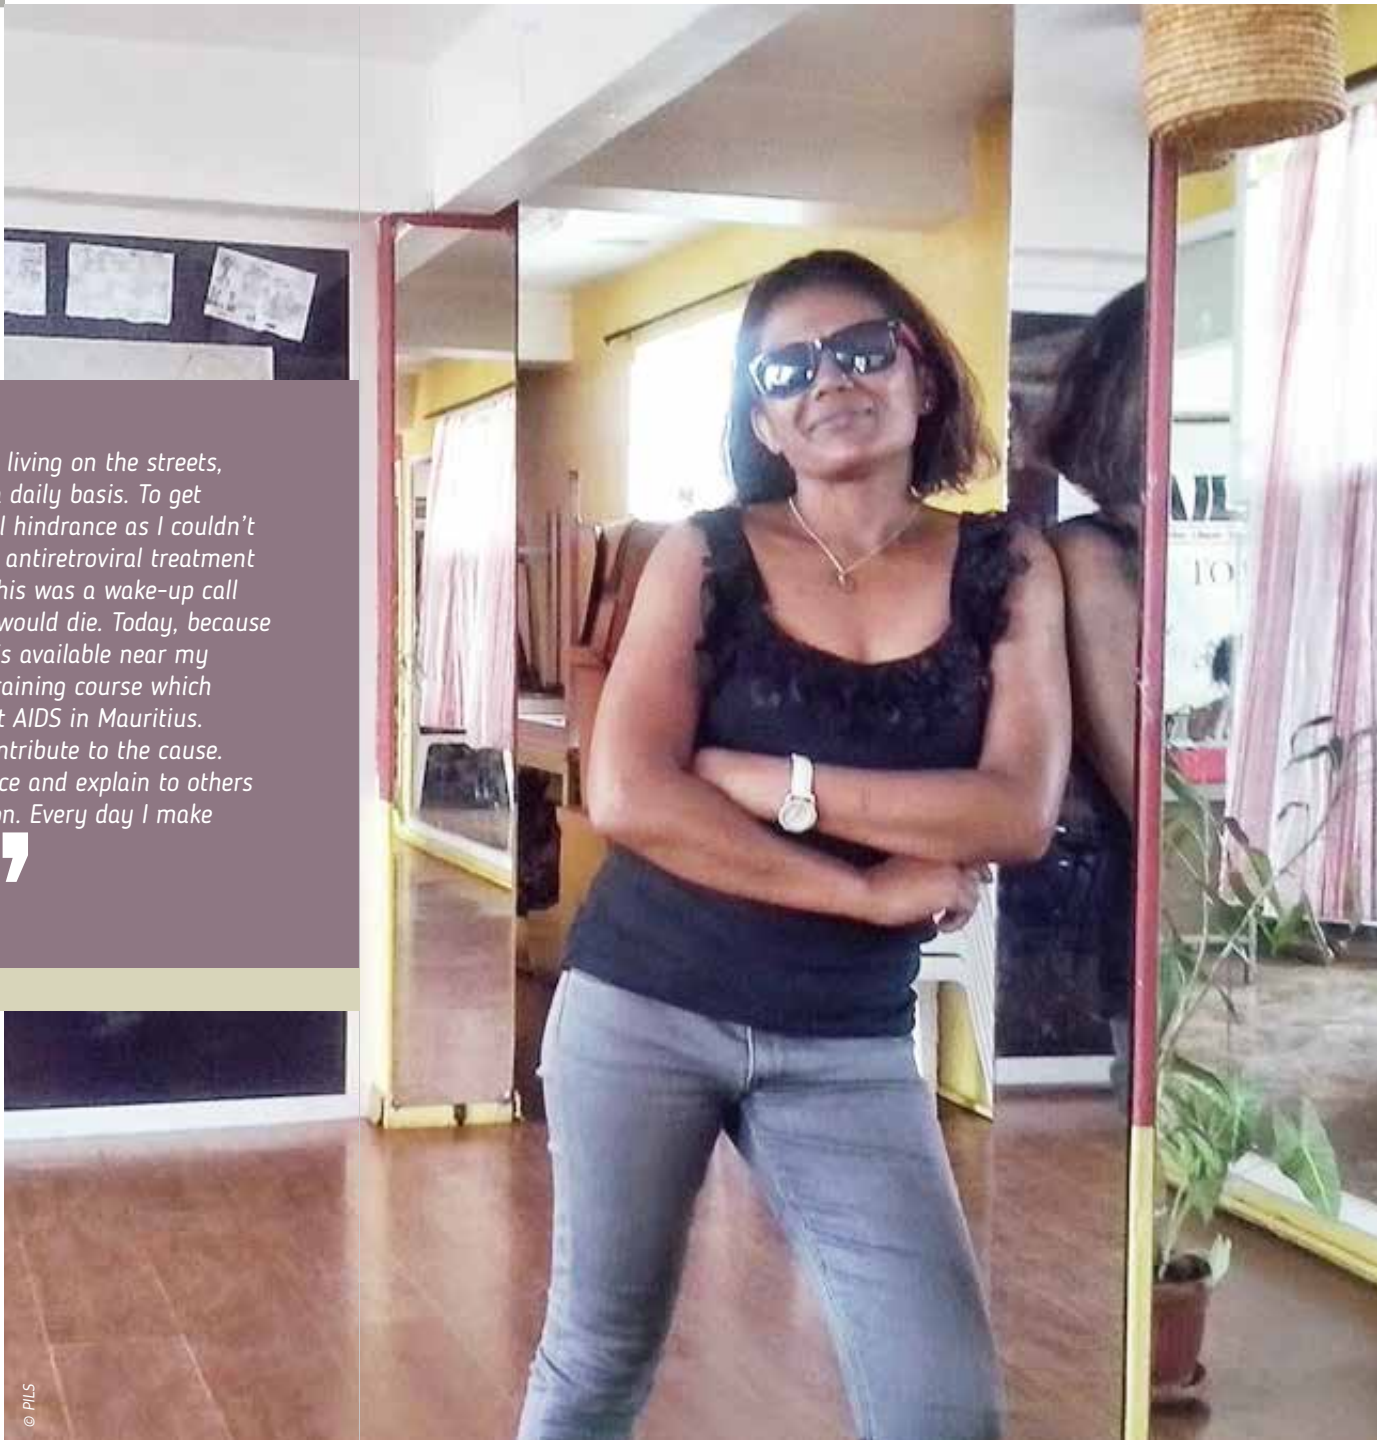 living on the streets,
daily basis. To get
hindrance as I couldn't
antiretroviral treatment
his was a wake-up call
would die. Today, because
s available near my
raining course which
t AIDS in Mauritius.
ntribute to the cause.
ce and explain to others
n. Every day I make
’
© PILS